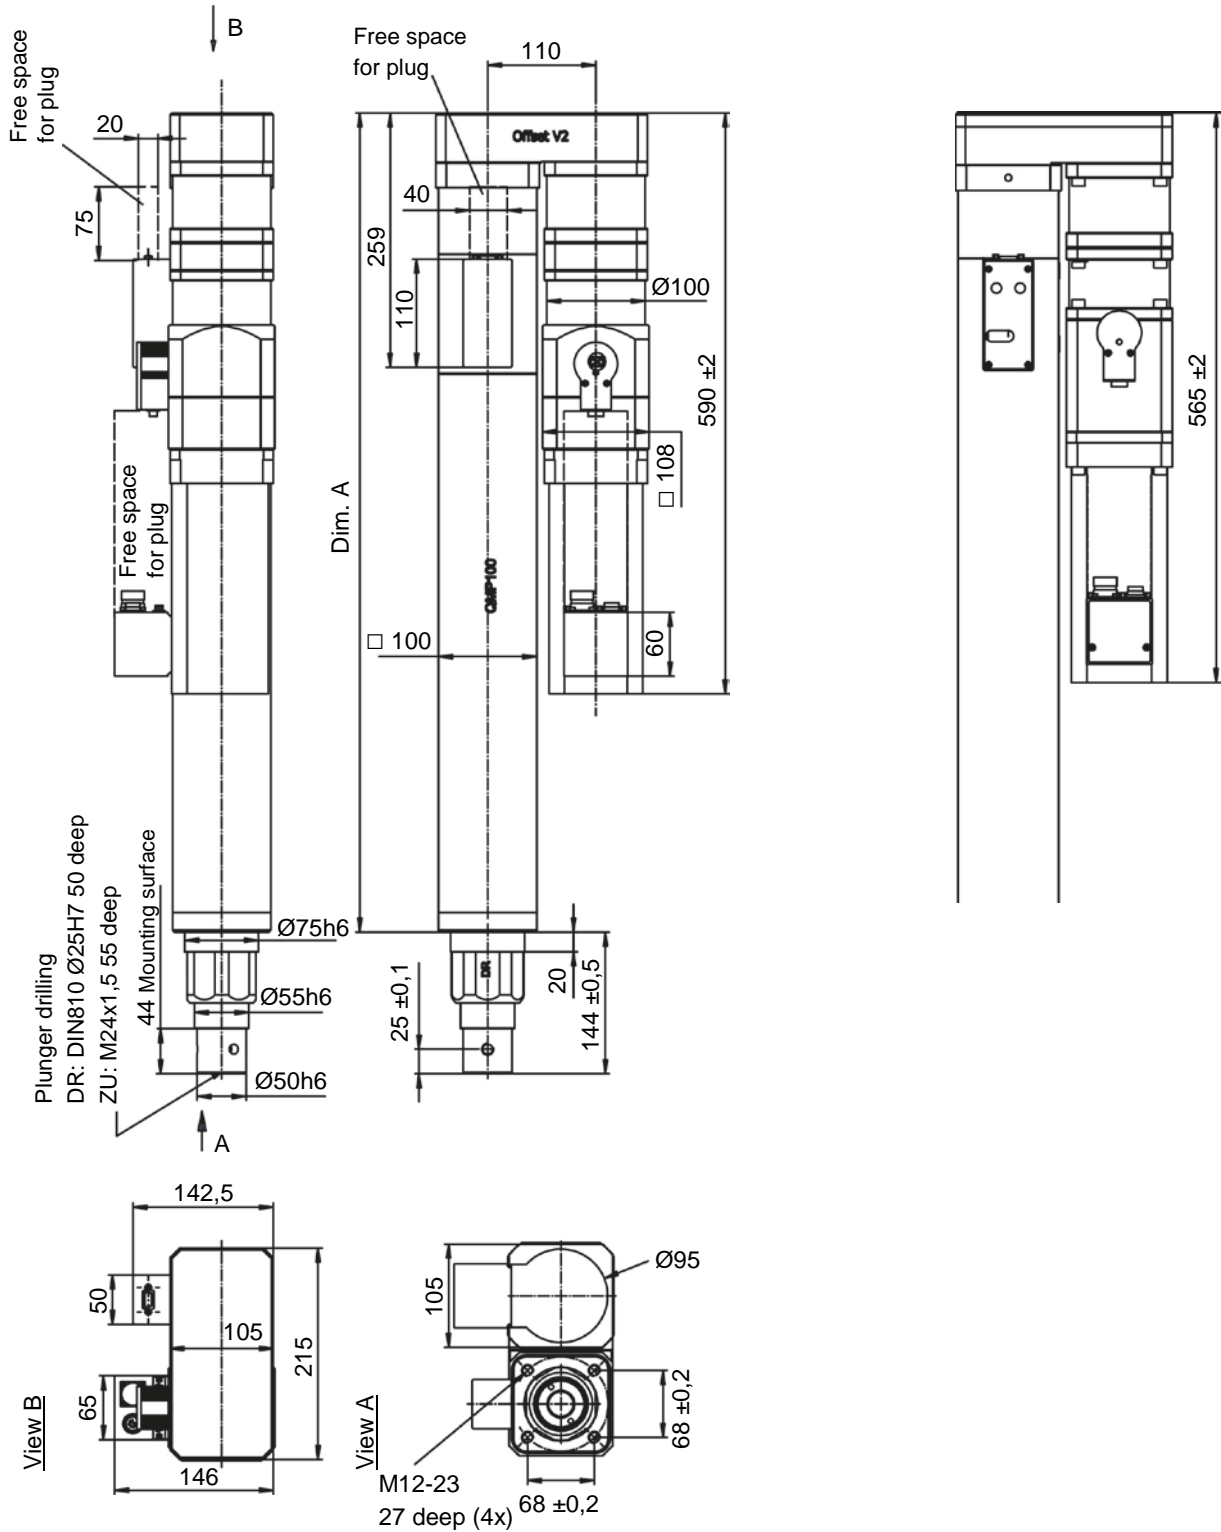 B
Free space
for plug
20
75
Free space
for plug
110
Offset V2
40
259
110
Ø100
590 ±2
565 ±2
□ 108
Dim. A
Free space
for plug
QMP100
□ 100
60
Plunger drilling
DR: DIN810 Ø25H7 50 deep
ZU: M24x1,5 55 deep
44 Mounting surface
Ø75h6
Ø55h6
Ø50h6
A
DR
20
25 ±0,1
144 ±0,5
142,5
50
105
215
65
146
View B
Ø95
105
68 ±0,2
68 ±0,2
View A
M12-23
27 deep (4x)